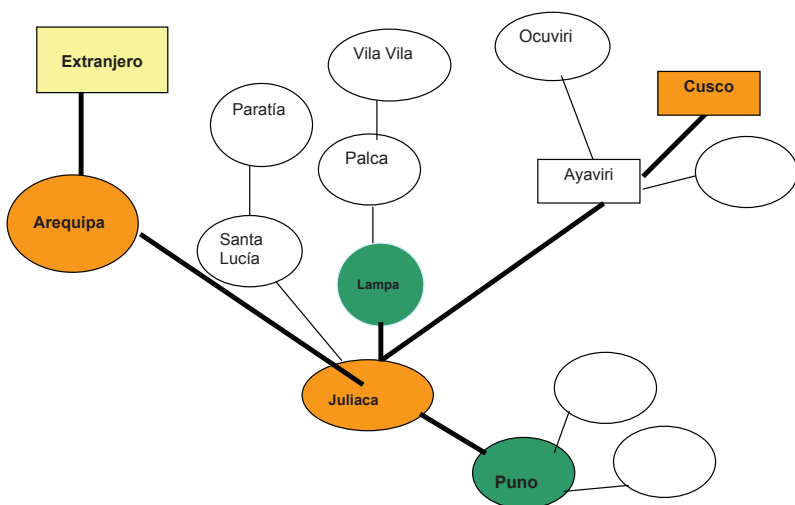 Ocuviri
Vila Vila
Extranjero
Cusco
Paratía
Palca
Ayaviri
Arequipa
Santa
Lucía
Lampa
Juliaca
Puno